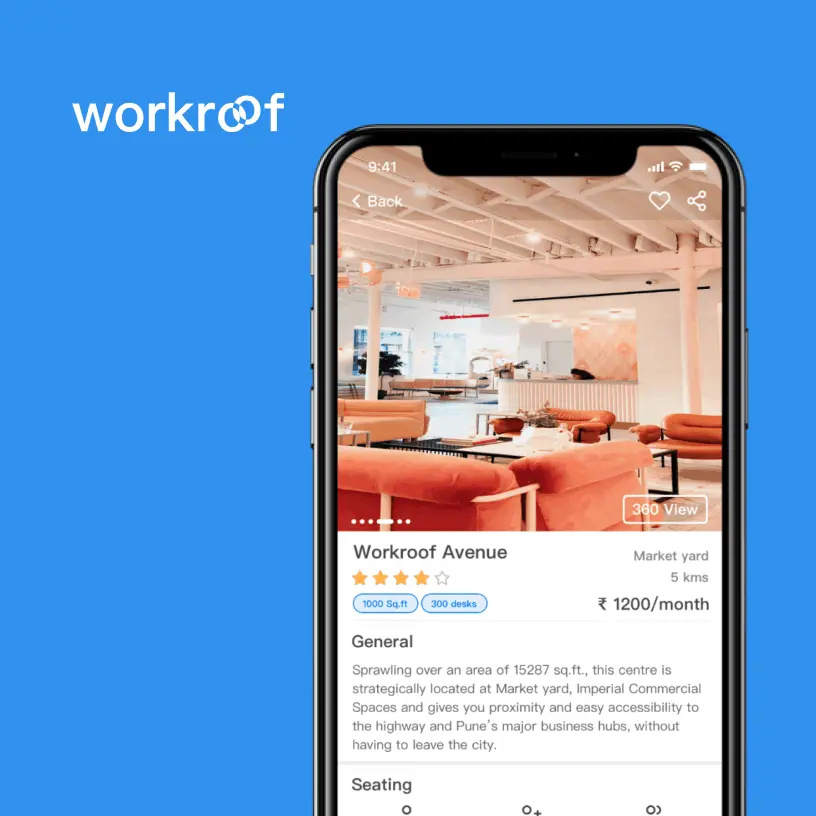 workroof
9:41
Back
360 View
Workroof Avenue
Market yard
5 kms
1000 Sq.ft
300 desks
₹ 1200/month
General
Sprawling over an area of 15287 sq.ft., this centre is
strategically located at Market yard, Imperial Commercial
Spaces and gives you proximity and easy accessibility to
the highway and Pune's major business hubs, without
having to leave the city.
Seating